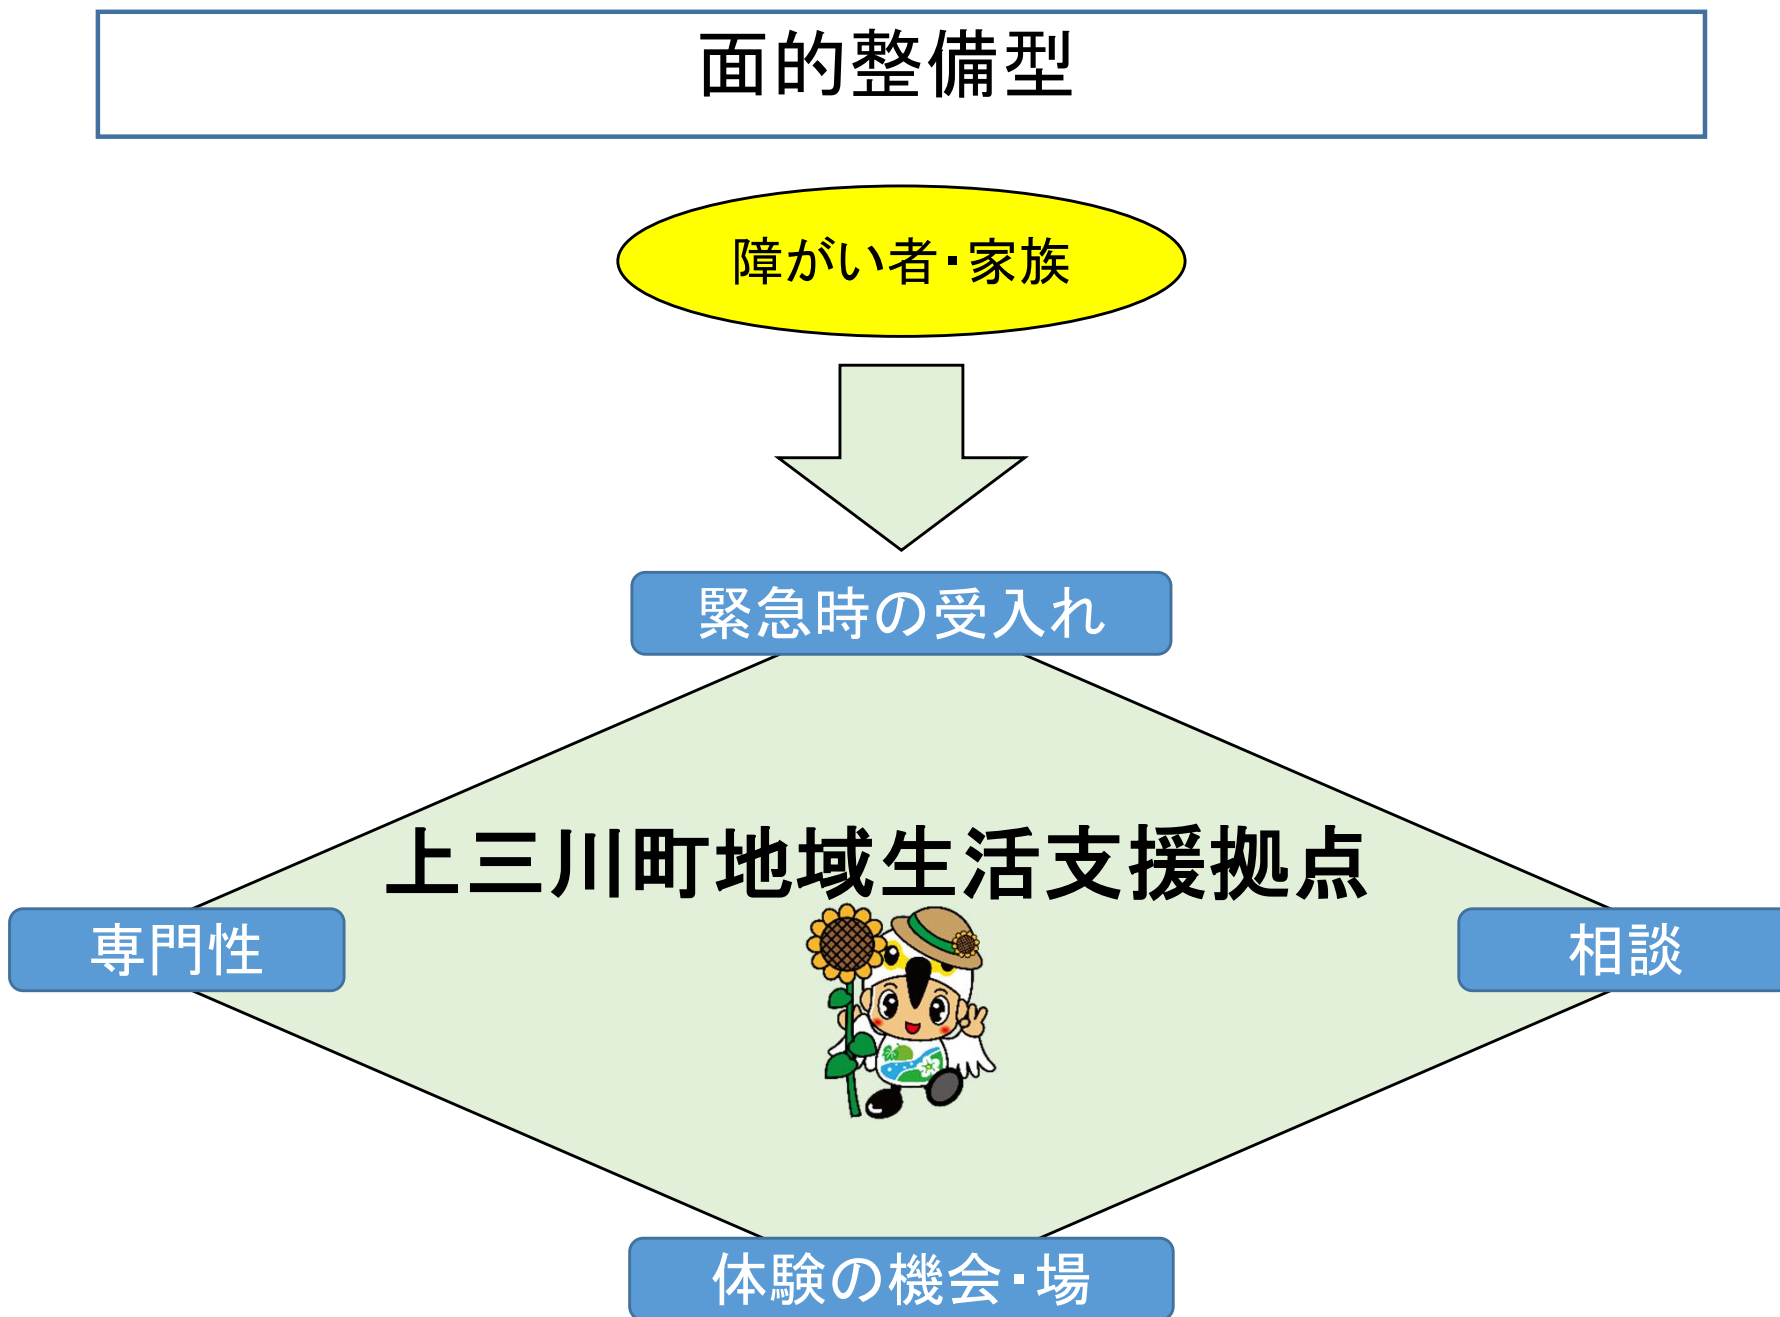 面的整備型
障がい者・家族
緊急時の受入れ
上三川町地域生活支援拠点
専門性
相談
体験の機会・場